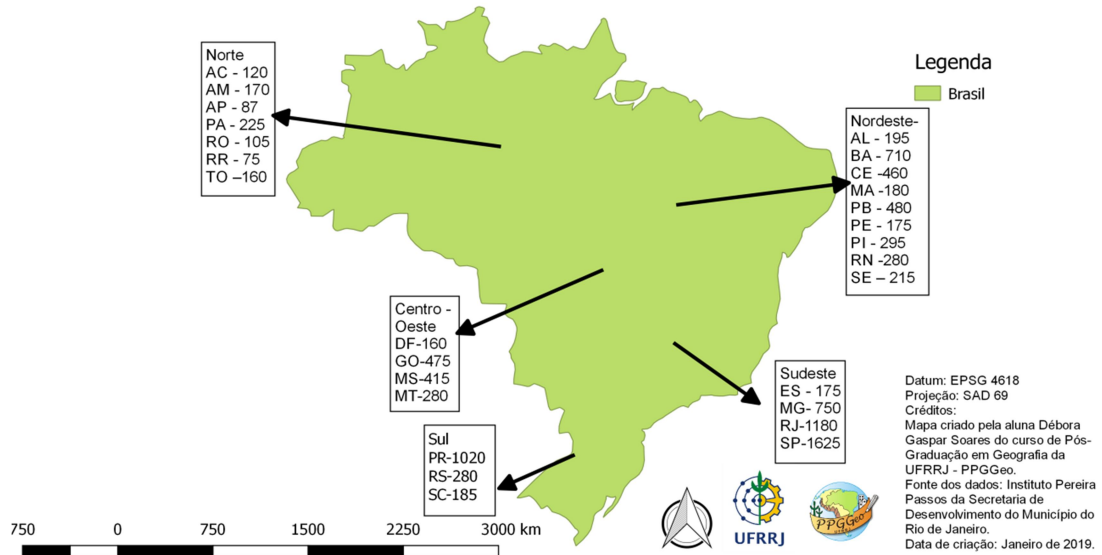 Norte
AC - 120
AM - 170
AP - 87
PA - 225
RO - 105
RR - 75
TO –160
Legenda
Brasil
Nordeste-
AL - 195
BA - 710
CE -460
MA -180
PB - 480
PE - 175
PI - 295
RN -280
SE – 215
Centro -
Oeste
DF-160
GO-475
MS-415
MT-280
Sudeste
ES - 175
MG- 750
RJ-1180
SP-1625
Sul
PR-1020
RS-280
SC-185
Datum: EPSG 4618
Projeção: SAD 69
Créditos:
Mapa criado pela aluna Débora
Gaspar Soares do curso de Pós-
Graduação em Geografia da
UFRRJ - PPGGeo.
Fonte dos dados: Instituto Pereira
Passos da Secretaria de
Desenvolvimento do Município do
Rio de Janeiro.
Data de criação: Janeiro de 2019.
750 0 750 1500 2250 3000 km
UFRRJ
PPGGeo